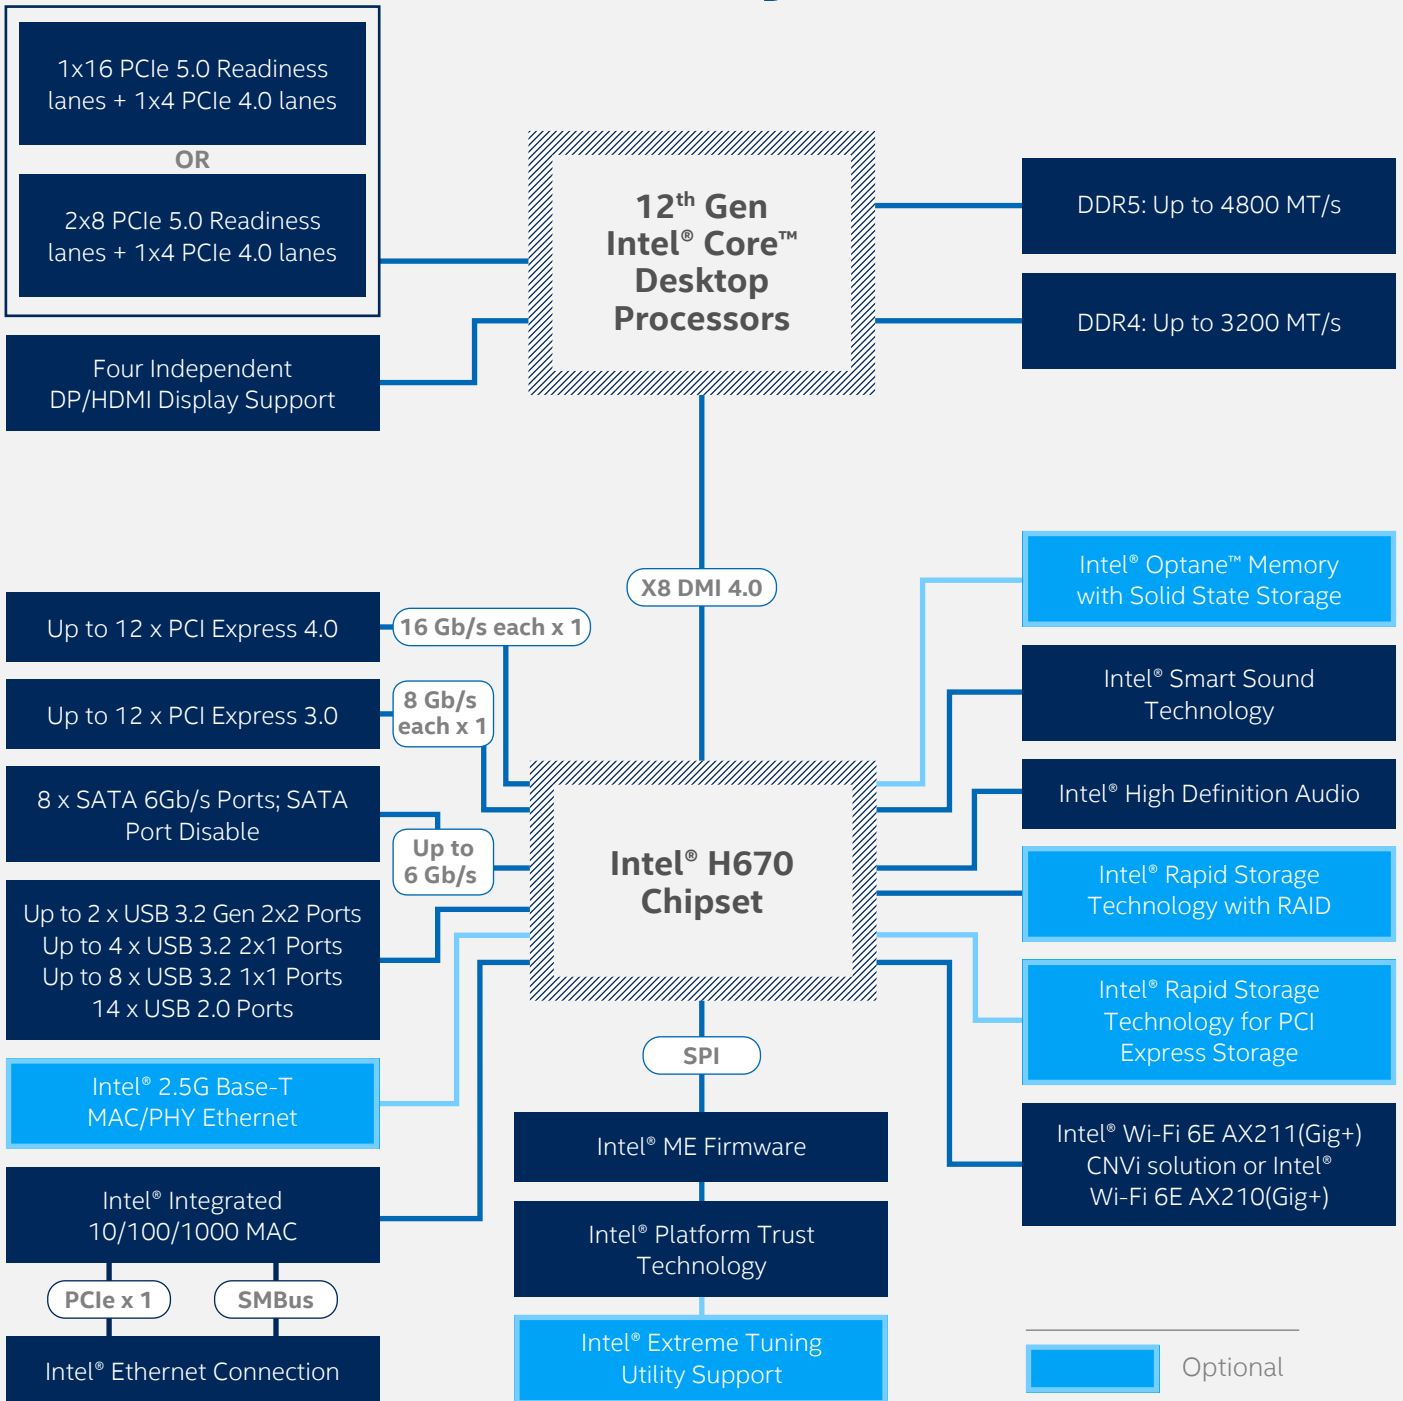 1x16 PCIe 5.0 Readiness
lanes + 1x4 PCIe 4.0 lanes
OR
2x8 PCIe 5.0 Readiness
lanes + 1x4 PCIe 4.0 lanes
Four Independent
DP/HDMI Display Support
12th Gen
Intel® Core™
Desktop
Processors
DDR5: Up to 4800 MT/s
DDR4: Up to 3200 MT/s
X8 DMI 4.0
Up to 12 x PCI Express 4.0
16 Gb/s each x 1
Up to 12 x PCI Express 3.0
8 Gb/s
each x 1
8 x SATA 6Gb/s Ports; SATA
Port Disable
Up to
6 Gb/s
Up to 2 x USB 3.2 Gen 2x2 Ports
Up to 4 x USB 3.2 2x1 Ports
Up to 8 x USB 3.2 1x1 Ports
14 x USB 2.0 Ports
Intel® 2.5G Base-T
MAC/PHY Ethernet
Intel® Integrated
10/100/1000 MAC
PCIe x 1
SMBus
Intel® Ethernet Connection
Intel® H670
Chipset
SPI
Intel® ME Firmware
Intel® Platform Trust
Technology
Intel® Extreme Tuning
Utility Support
Intel® Optane™ Memory
with Solid State Storage
Intel® Smart Sound
Technology
Intel® High Definition Audio
Intel® Rapid Storage
Technology with RAID
Intel® Rapid Storage
Technology for PCI
Express Storage
Intel® Wi-Fi 6E AX211(Gig+)
CNVi solution or Intel®
Wi-Fi 6E AX210(Gig+)
Optional